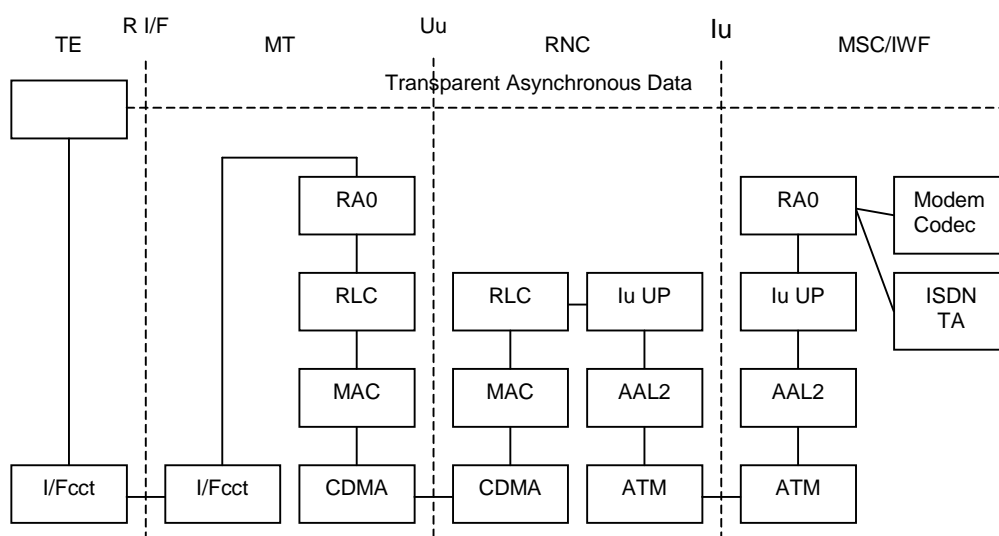 R I/F Uu Iu
TE MT RNC MSC/IWF
Transparent Asynchronous Data
RA0 RA0 Modem
Codec
RLC RLC Iu UP Iu UP ISDN
TA
MAC MAC AAL2 AAL2
I/Fcct I/Fcct CDMA CDMA ATM ATM